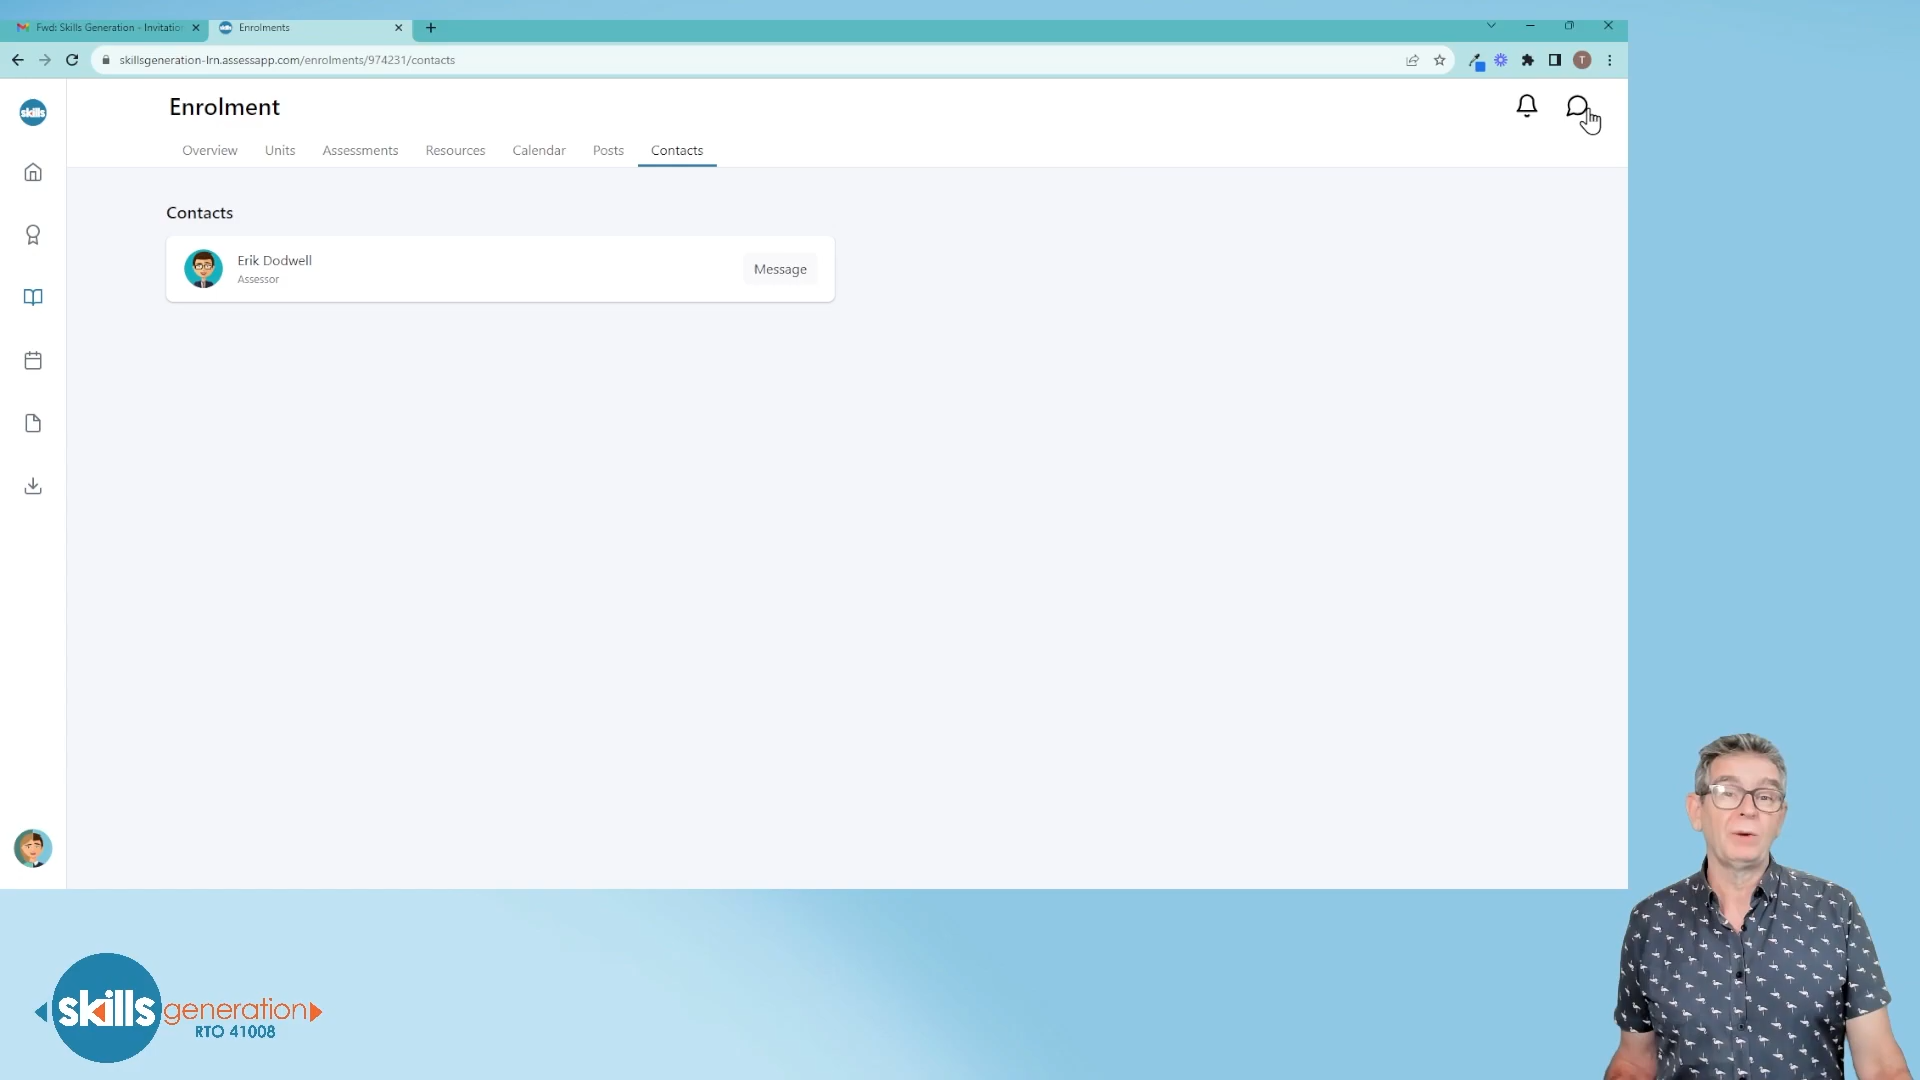 Fwd: Skills Generation - Invitatio
Enrolments
skillsgeneration-lrn.assessapp.com/enrolments/974231/contacts
T
skills
Enrolment
Overview
Units
Assessments
Resources
Calendar
Posts
Contacts
Contacts
Erik Dodwell
Assessor
Message
skills generation
RTO 41008